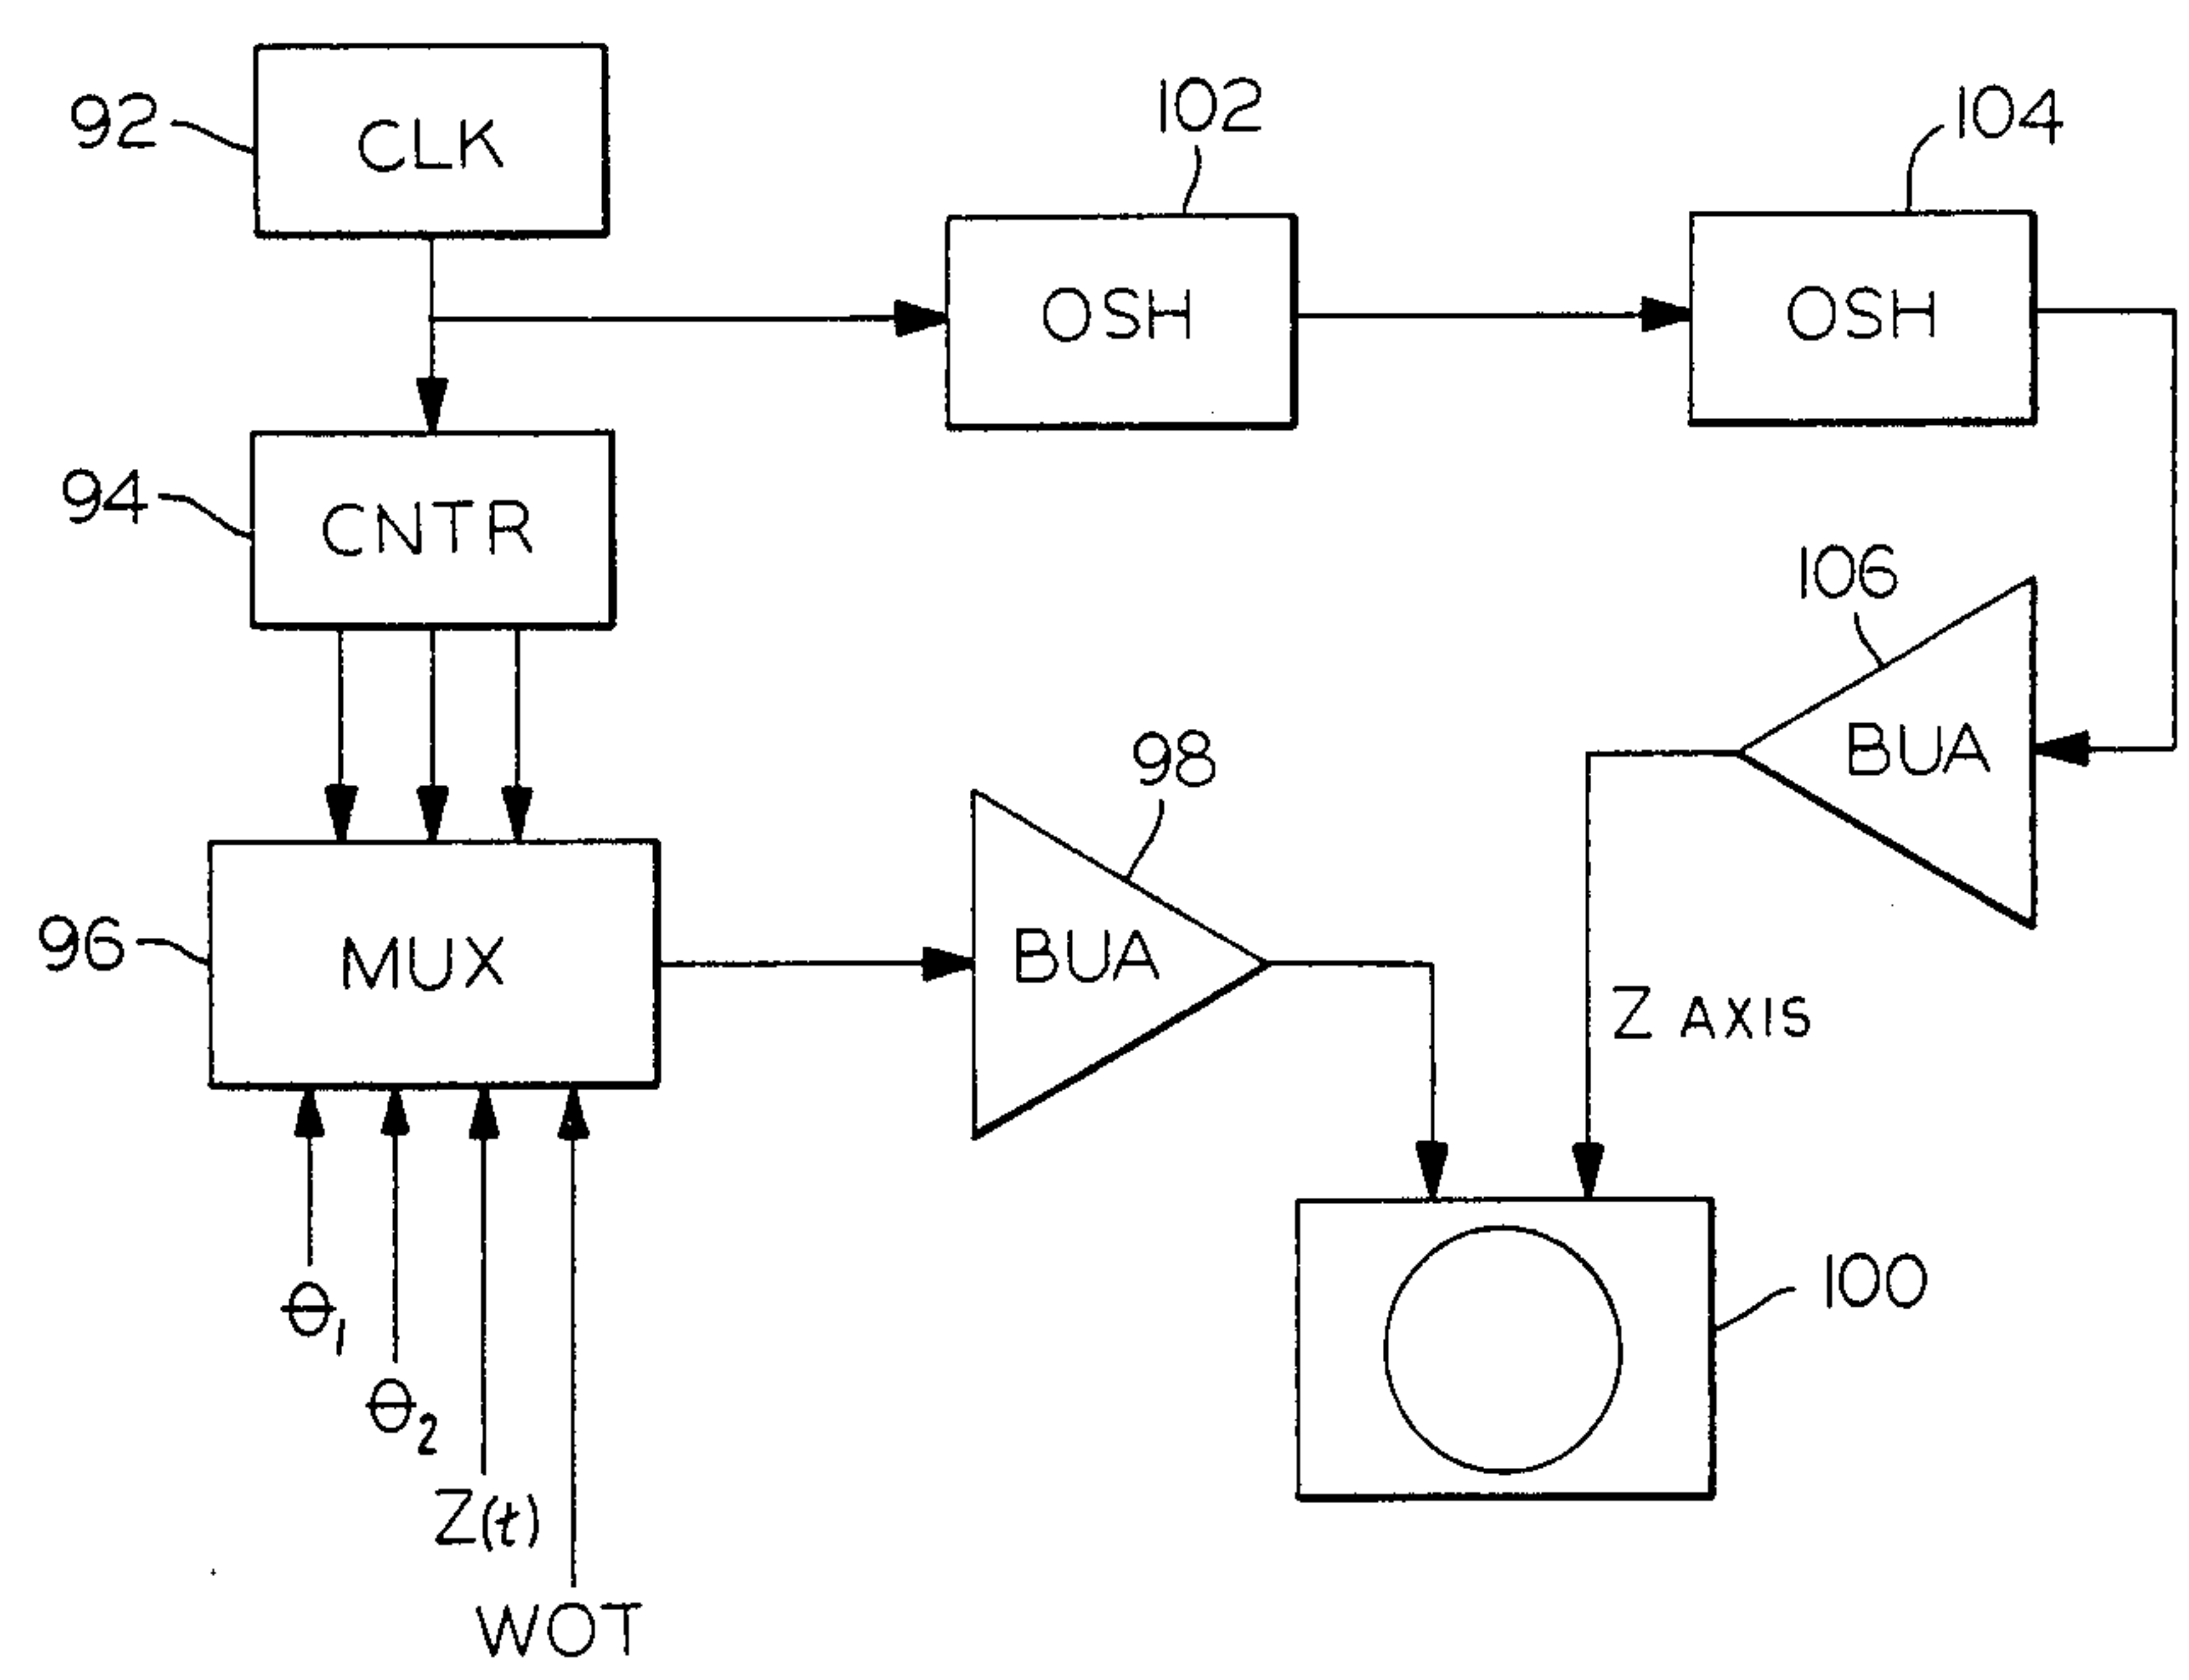 92
CLK
102
104
OSH
OSH
94
CNTR
106
BUA
98
96
MUX
BUA
Z AXIS
100
θ1
θ2
Z(t)
WOT